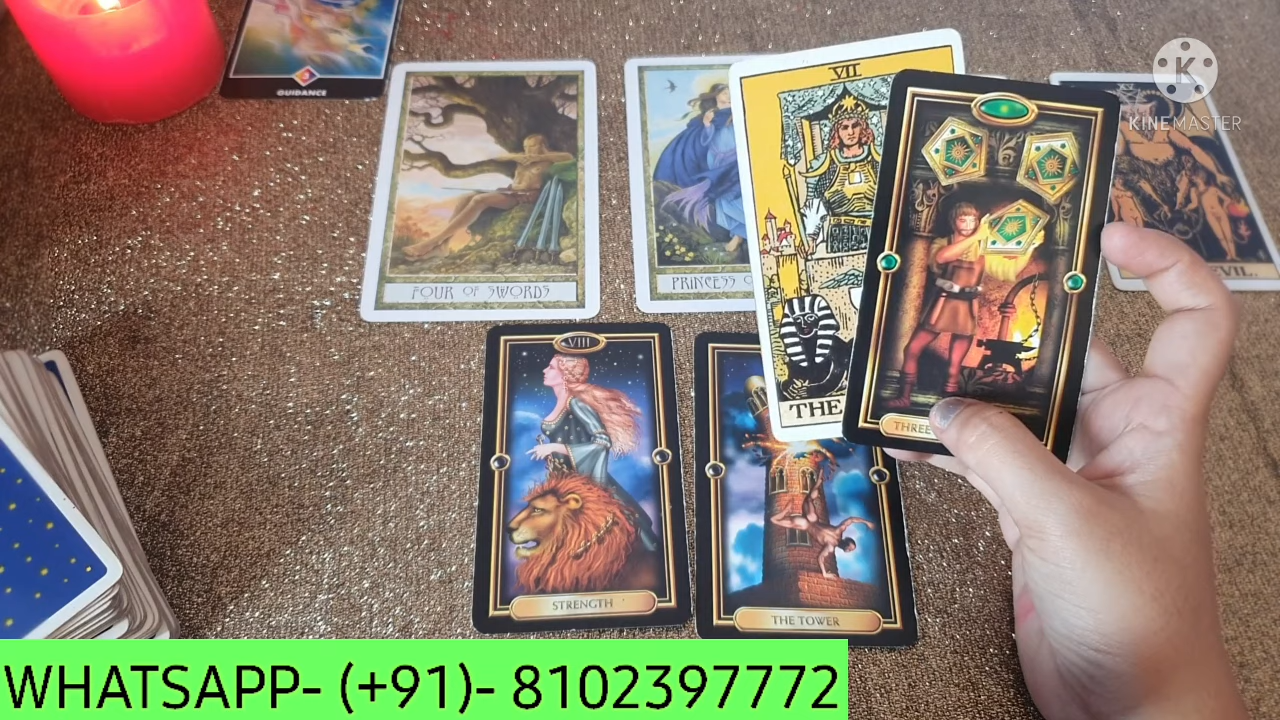 GUIDANCE
KINEMASTER
FOUR OF SWORDS
PRINCESS
VII
THE
THREE
DEVIL.
VIII
STRENGTH
THE TOWER
WHATSAPP- (+91)- 8102397772